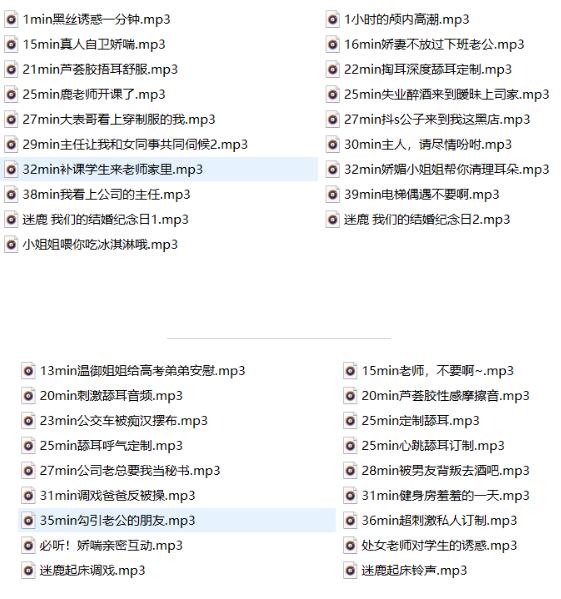 1min黑丝诱惑一分钟.mp3
1小时的颅内高潮.mp3
15min真人自卫娇喘.mp3
16min娇妻不放过下班老公.mp3
21min芦荟胶捂耳舒服.mp3
22min掏耳深度舔耳定制.mp3
25min鹿老师开课了.mp3
25min失业醉酒来到暧昧上司家.mp3
27min大表哥看上穿制服的我.mp3
27min抖s公子来到我这黑店.mp3
29min主任让我和女同事共同伺候2.mp3
30min主人，请尽情吩咐.mp3
32min补课学生来老师家里.mp3
32min娇媚小姐姐帮你清理耳朵.mp3
38min我看上公司的主任.mp3
39min电梯偶遇不要啊.mp3
迷鹿 我们的结婚纪念日1.mp3
迷鹿 我们的结婚纪念日2.mp3
小姐姐喂你吃冰淇淋哦.mp3
13min温御姐姐给高考弟弟安慰.mp3
15min老师，不要啊~.mp3
20min刺激舔耳音频.mp3
20min芦荟胶性感摩擦音.mp3
23min公交车被痴汉摆布.mp3
25min定制舔耳.mp3
25min舔耳呼气定制.mp3
25min心跳舔耳订制.mp3
27min公司老总要我当秘书.mp3
28min被男友背叛去酒吧.mp3
31min调戏爸爸反被操.mp3
31min健身房羞羞的一天.mp3
35min勾引老公的朋友.mp3
36min超刺激私人订制.mp3
必听！娇喘亲密互动.mp3
处女老师对学生的诱惑.mp3
迷鹿起床调戏.mp3
迷鹿起床铃声.mp3